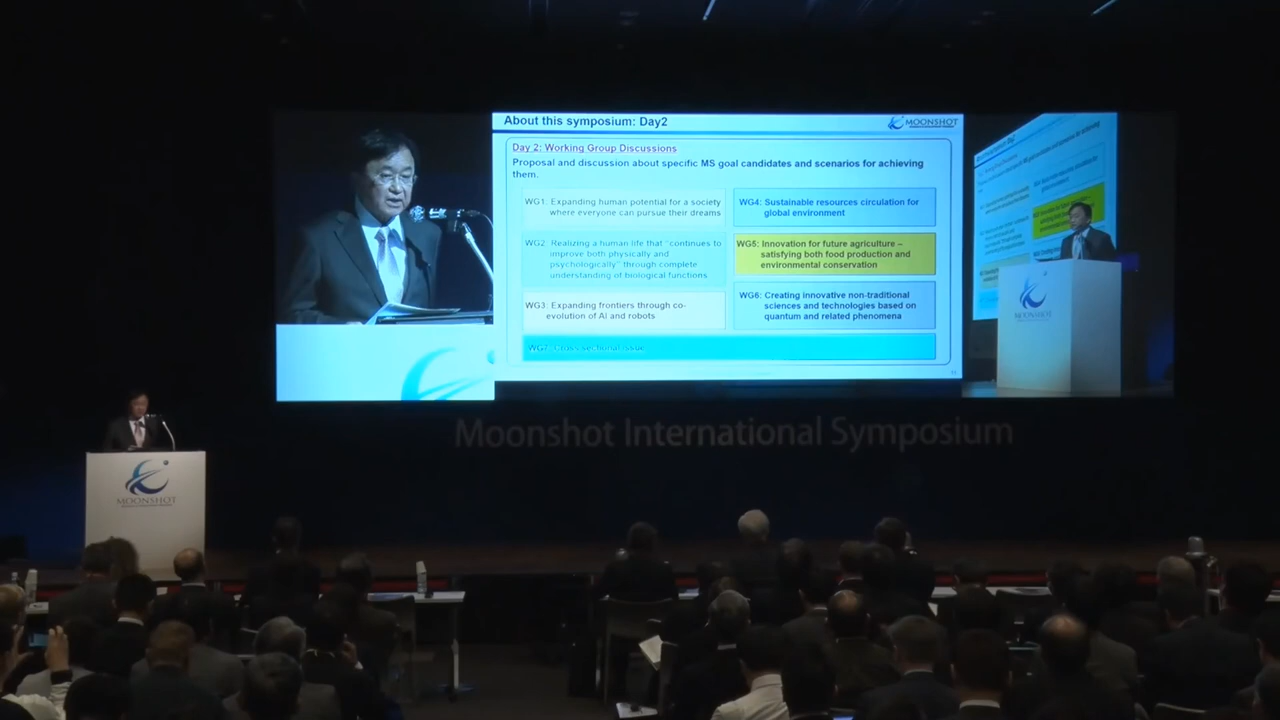 About this symposium: Day2
MOONSHOT
Day 2: Working Group Discussions
Proposal and discussion about specific MS goal candidates and scenarios for achieving
them.
WG1: Expanding human potential for a society
where everyone can pursue their dreams
WG2: Realizing a human life that "continues to
improve both physically and
psychologically" through complete
understanding of biological functions
WG3: Expanding frontiers through co-
evolution of AI and robots
WG4: Sustainable resources circulation for
global environment
WG5: Innovation for future agriculture –
satisfying both food production and
environmental conservation
WG6: Creating innovative non-traditional
sciences and technologies based on
quantum and related phenomena
WG7: Cross sectional issue
MOONSHOT
Moonshot International Symposium
MOONSHOT